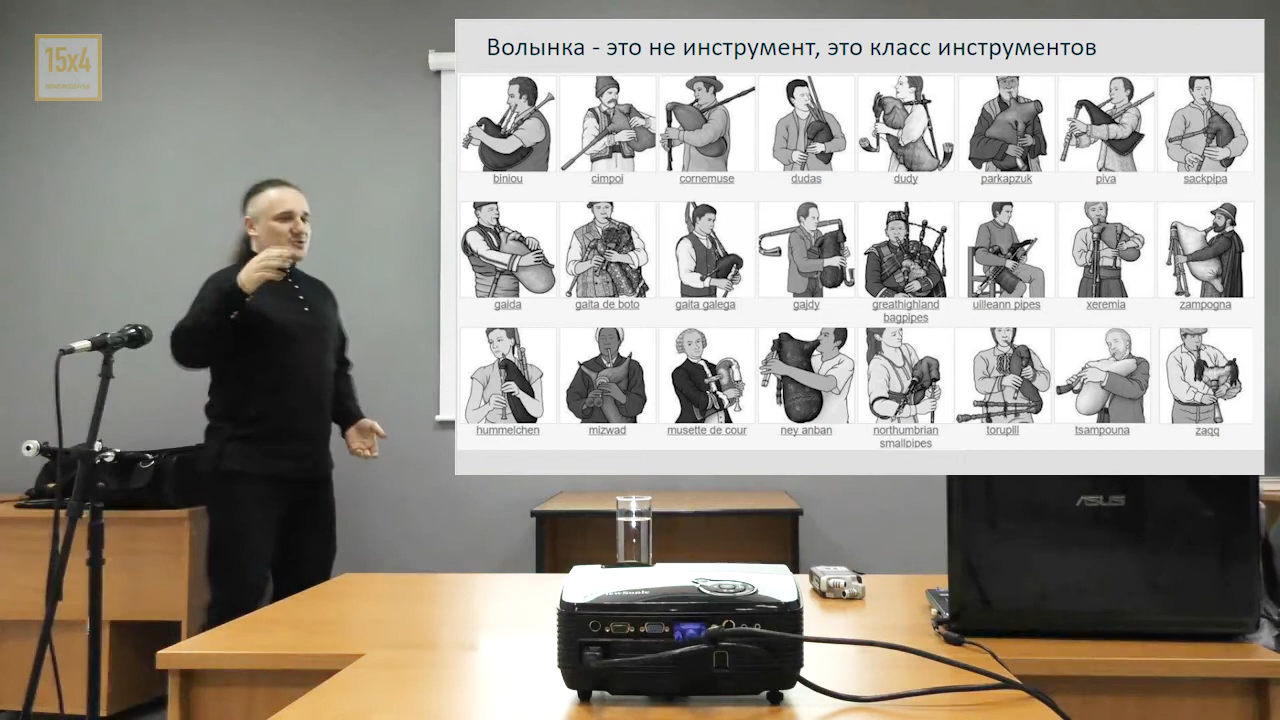 15x4
Волынка - это не инструмент, это класс инструментов
biniou
cimpoi
cornemuse
dudas
dudy
parkapzuk
piva
sackpipa
gaida
gaita de boto
gaita galega
gajdy
greathighland
bagpipes
uilleann pipes
xeremia
zampogna
hummelchen
mizwad
musette de cour
ney anban
northumbrian
smallpipes
torupill
tsampouna
zaqq
ASUS
ViewSonic